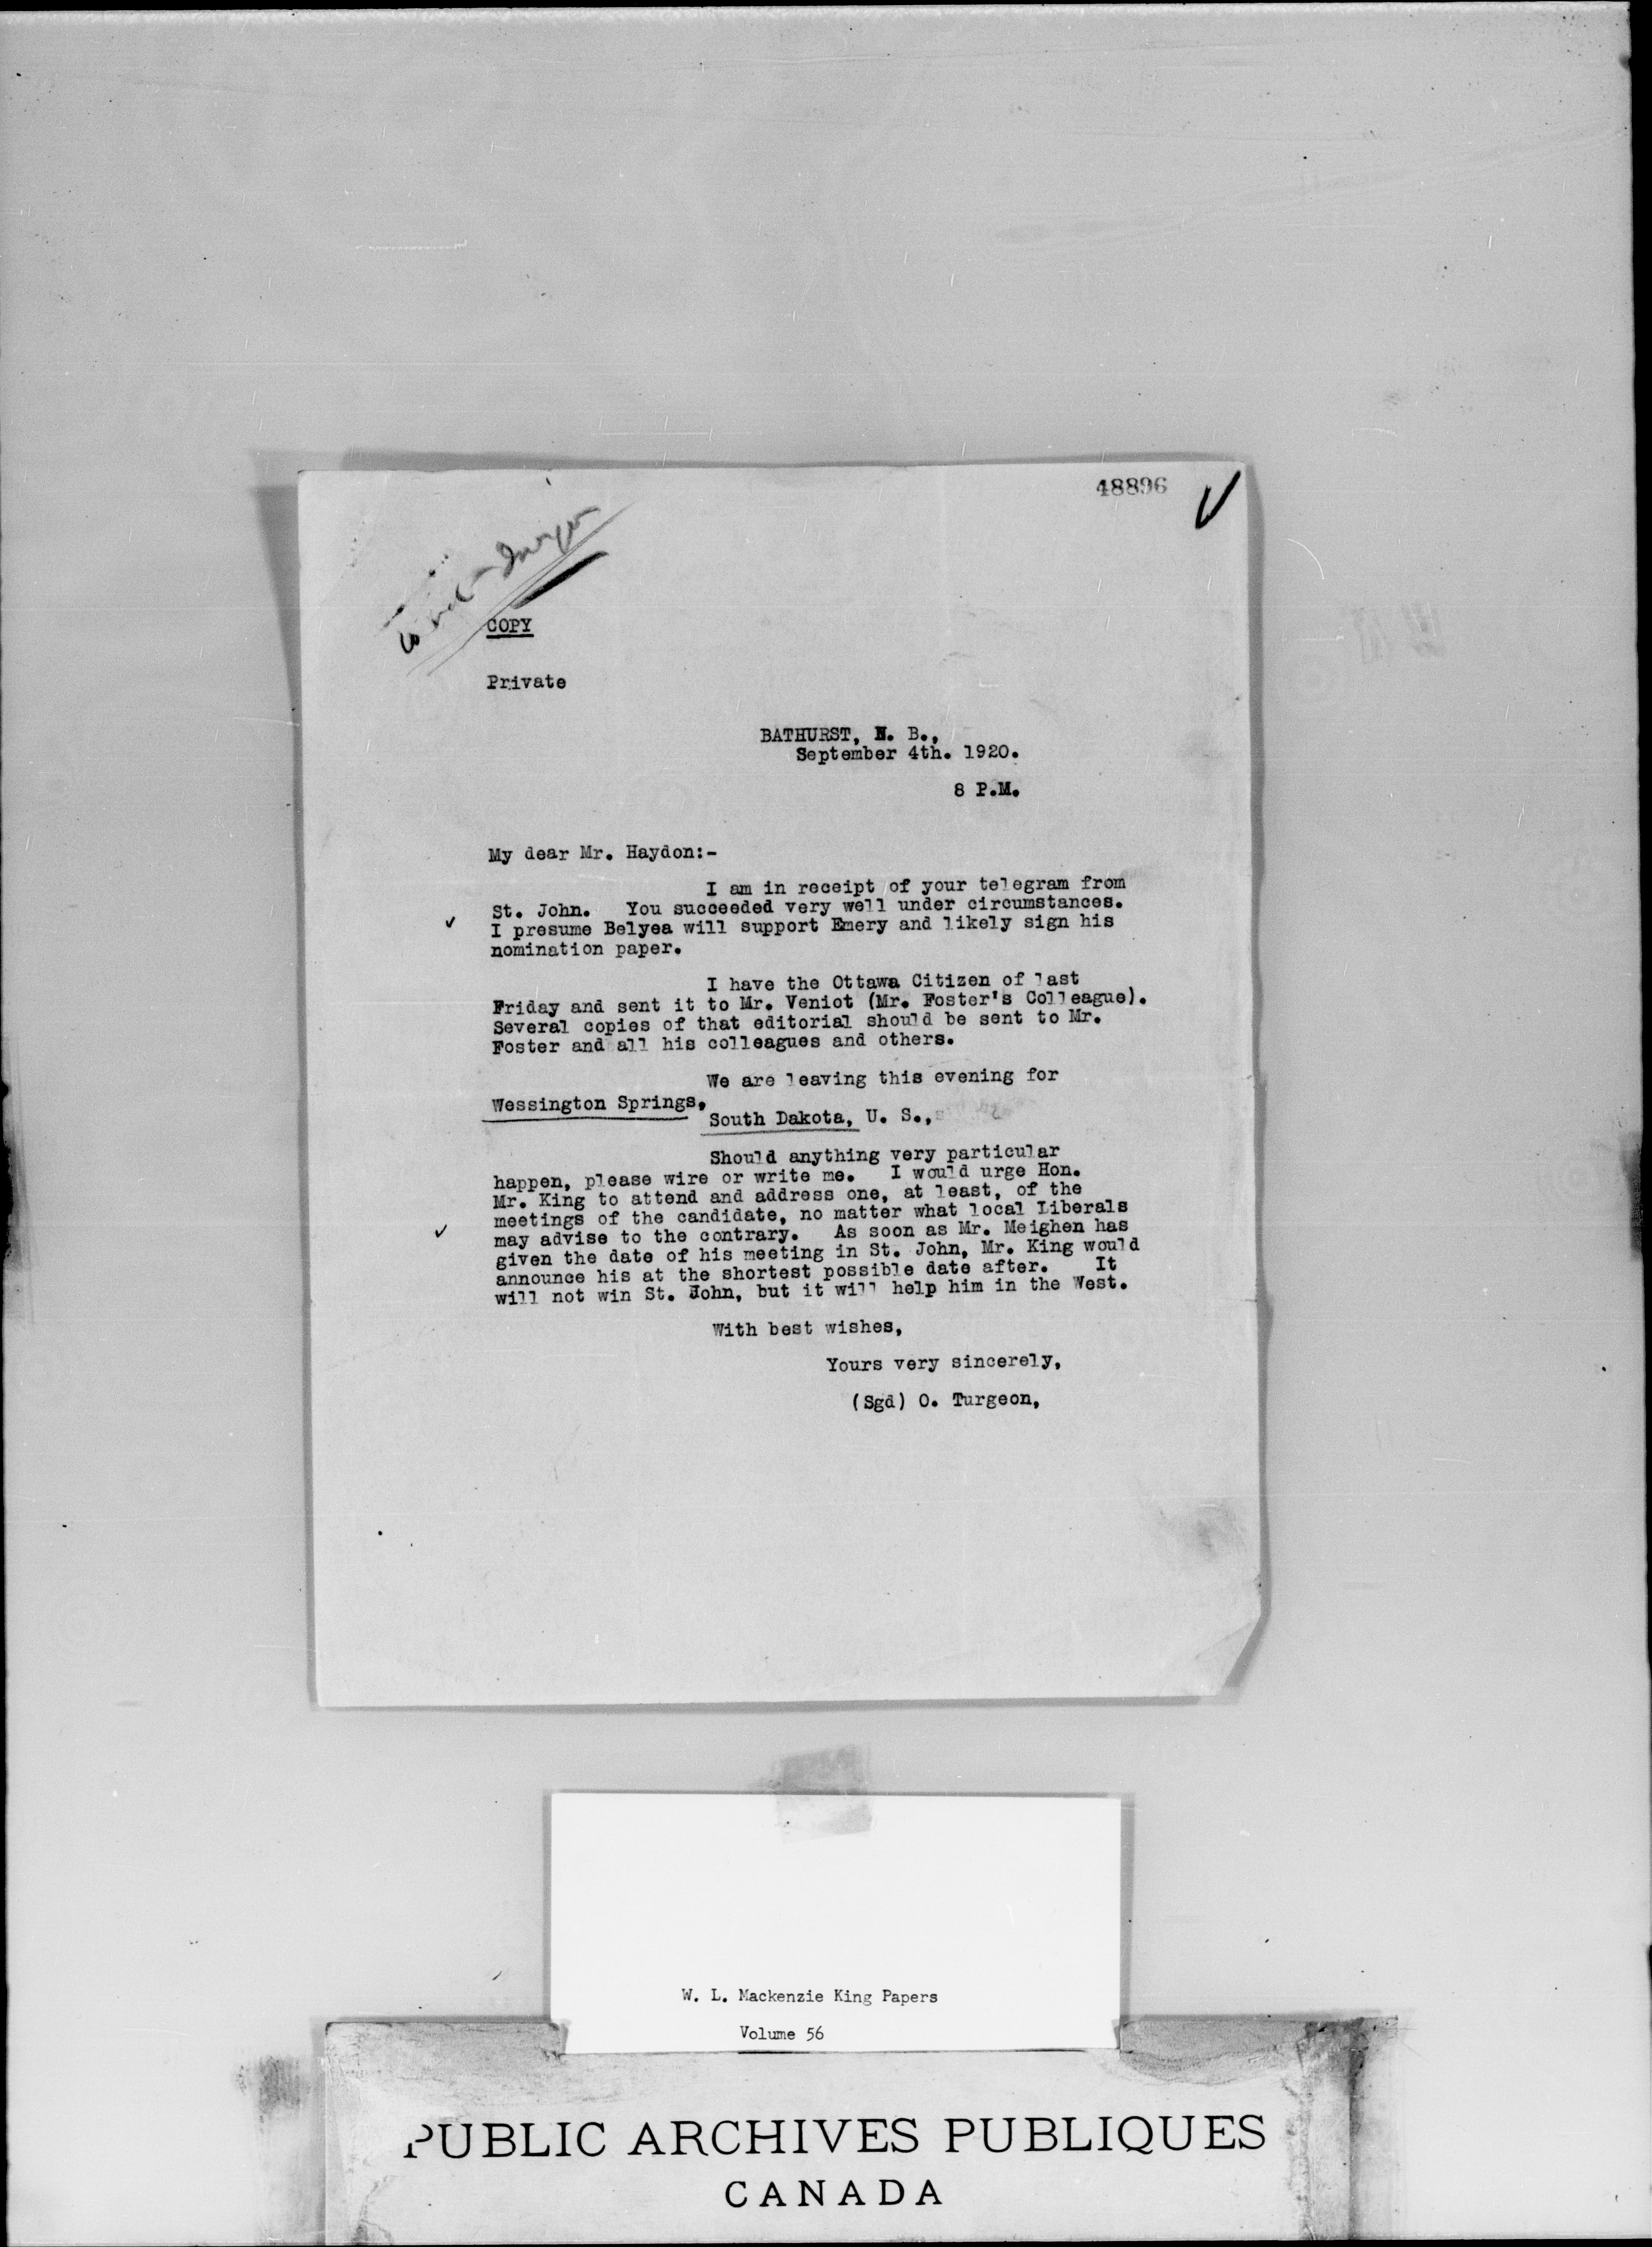 48896
COPY
Private
BATHURST, N. B.,
September 4th. 1920.
8 P.M.
My dear Mr. Haydon:-
I am in receipt of your telegram from
St. John. You succeeded very well under circumstances.
I presume Belyea will support Emery and likely sign his
nomination paper.
I have the Ottawa Citizen of last
Friday and sent it to Mr. Veniot (Mr. Foster's Colleague).
Several copies of that editorial should be sent to Mr.
Foster and all his colleagues and others.
We are leaving this evening for
Wessington Springs,
South Dakota, U. S.,
Should anything very particular
happen, please wire or write me. I would urge Hon.
Mr. King to attend and address one, at least, of the
meetings of the candidate, no matter what local Liberals
may advise to the contrary. As soon as Mr. Meighen has
given the date of his meeting in St. John, Mr. King would
announce his at the shortest possible date after. It
will not win St. John, but it will help him in the West.
With best wishes,
Yours very sincerely,
(Sgd) O. Turgeon,
W. L. Mackenzie King Papers
Volume 56
PUBLIC ARCHIVES PUBLIQUES
CANADA